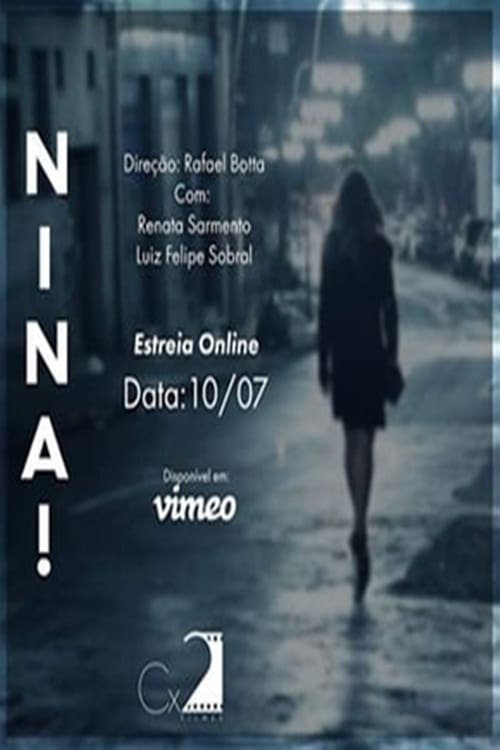 NINA!
Direção: Rafael Botta
Com:
Renata Sarmento
Luiz Felipe Sobral
Estreia Online
Data:10/07
Disponível em:
vimeo
Cx2
FILMES